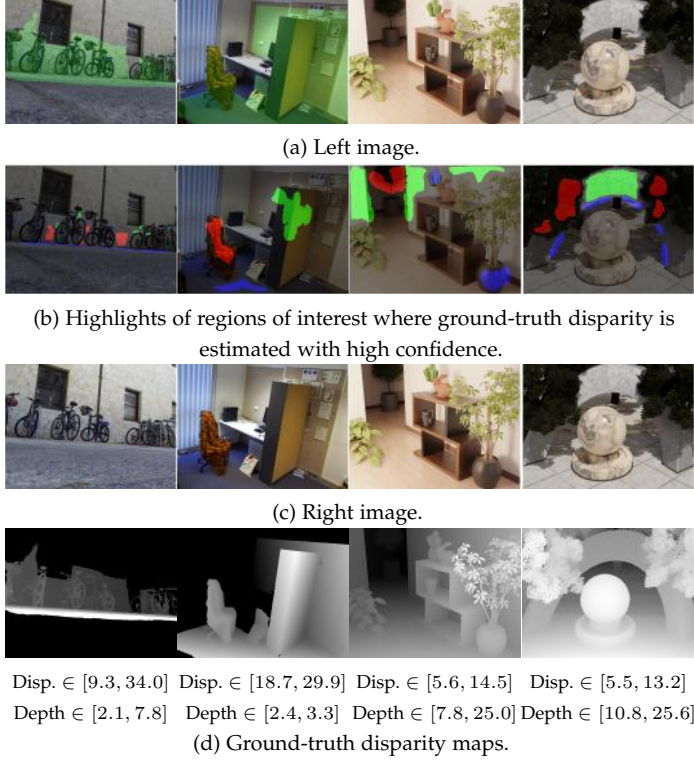 (a) Left image.
(b) Highlights of regions of interest where ground-truth disparity is
estimated with high confidence.
(c) Right image.
Disp. ∈ [9.3, 34.0] Disp. ∈ [18.7, 29.9] Disp. ∈ [5.6, 14.5] Disp. ∈ [5.5, 13.2]
Depth ∈ [2.1, 7.8] Depth ∈ [2.4, 3.3] Depth ∈ [7.8, 25.0] Depth ∈ [10.8, 25.6]
(d) Ground-truth disparity maps.